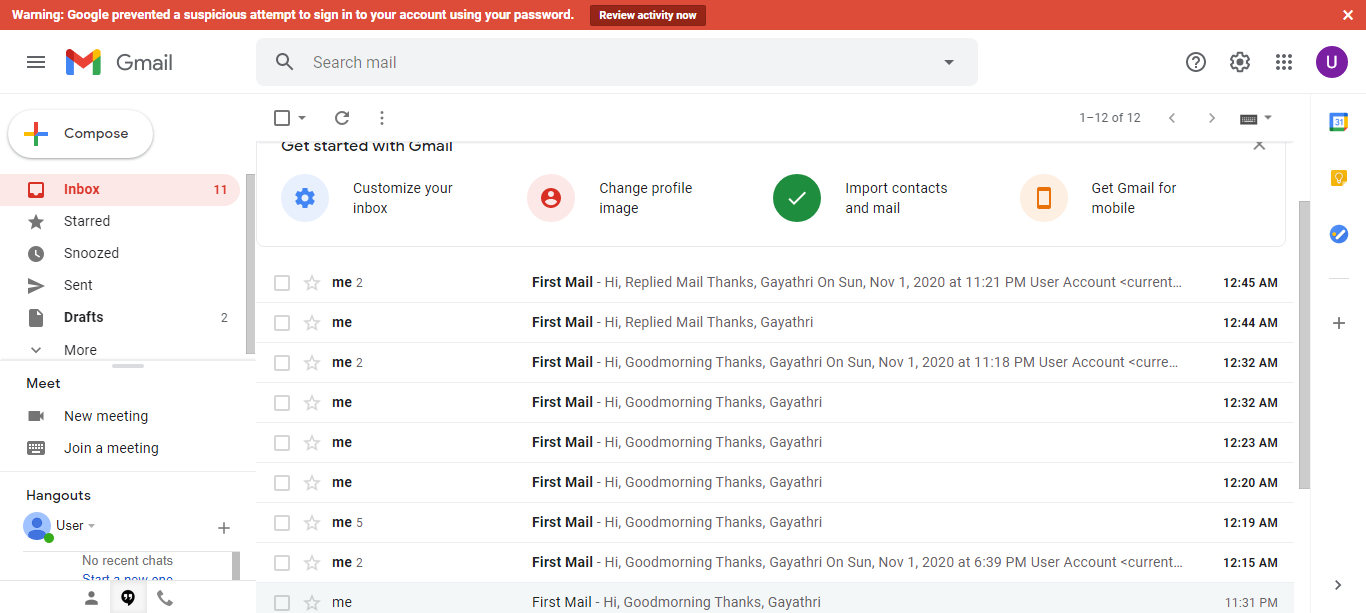 Warning: Google prevented a suspicious attempt to sign in to your account using your password. Review activity now
Gmail
Search mail
U
Compose
1–12 of 12
31
Get started with Gmail
Customize your
inbox
Change profile
image
Import contacts
and mail
Get Gmail for
mobile
Inbox 11
Starred
Snoozed
Sent
Drafts 2
More
Meet
New meeting
Join a meeting
Hangouts
User
No recent chats
Start a new one
me 2 First Mail - Hi, Replied Mail Thanks, Gayathri On Sun, Nov 1, 2020 at 11:21 PM User Account <current... 12:45 AM
me First Mail - Hi, Replied Mail Thanks, Gayathri 12:44 AM
me 2 First Mail - Hi, Goodmorning Thanks, Gayathri On Sun, Nov 1, 2020 at 11:18 PM User Account <curre... 12:32 AM
me First Mail - Hi, Goodmorning Thanks, Gayathri 12:32 AM
me First Mail - Hi, Goodmorning Thanks, Gayathri 12:23 AM
me First Mail - Hi, Goodmorning Thanks, Gayathri 12:20 AM
me 5 First Mail - Hi, Goodmorning Thanks, Gayathri 12:19 AM
me 2 First Mail - Hi, Goodmorning Thanks, Gayathri On Sun, Nov 1, 2020 at 6:39 PM User Account <current... 12:15 AM
me First Mail - Hi, Goodmorning Thanks, Gayathri 11:31 PM